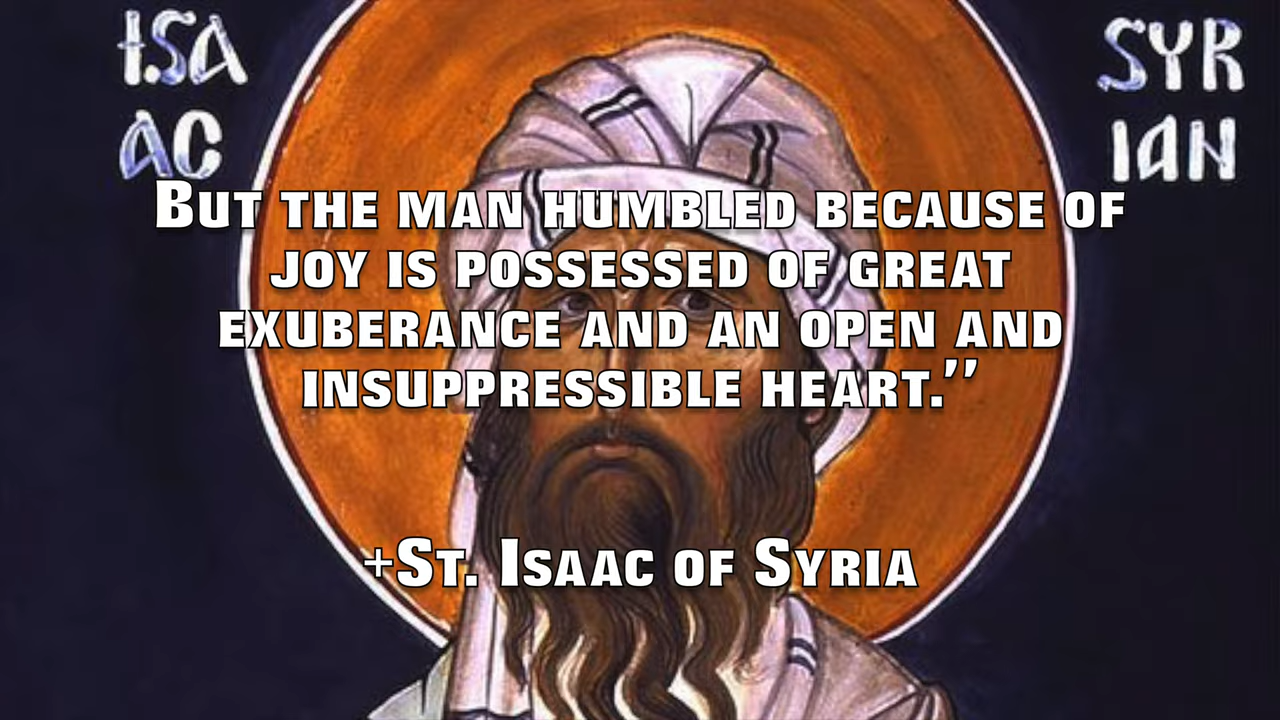 ISA
AC
SYR
IAN
But the man humbled because of
joy is possessed of great
exuberance and an open and
insuppressible heart.’’
+St. Isaac of Syria